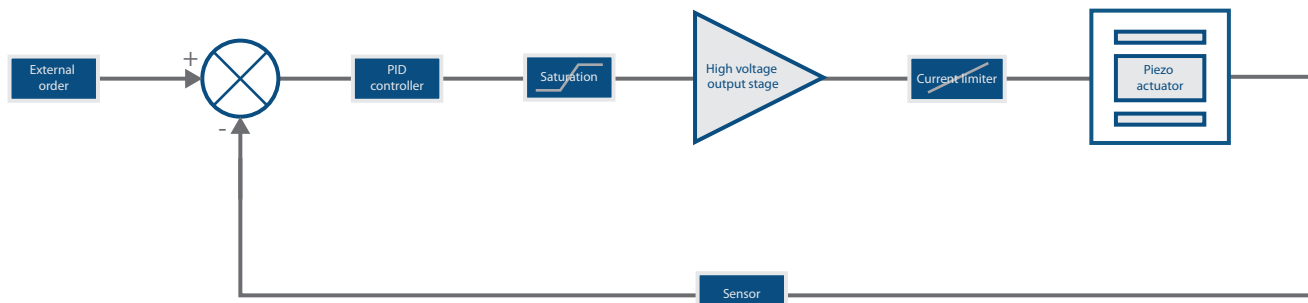 External
order
+
-
PID
controller
Saturation
High voltage
output stage
Current limiter
Piezo
actuator
Sensor